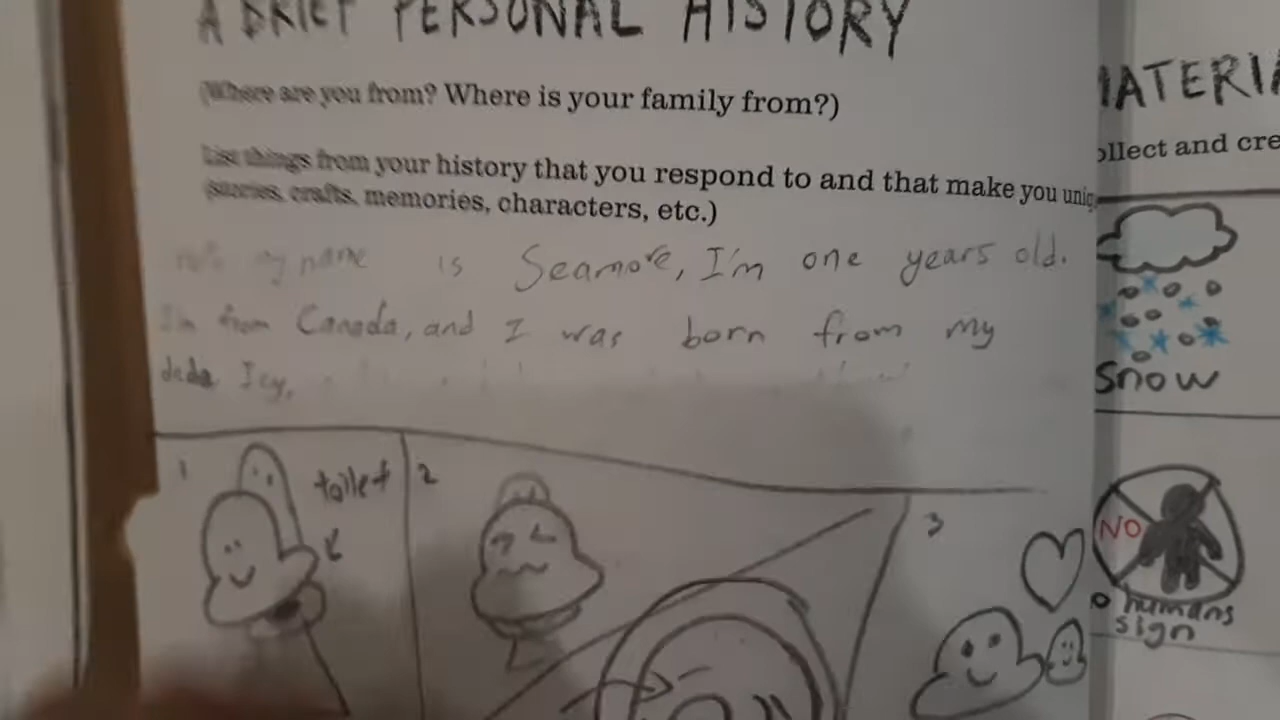 A BRIEF PERSONAL HISTORY
(Where are you from? Where is your family from?)
List things from your history that you respond to and that make you uniq
(stories, crafts, memories, characters, etc.)
my name is Seamore, I'm one years old.
I'm from Canada, and I was born from my
dada Icy,
1
toilet
2
3
MATERIA
ollect and cre
Snow
NO
o humans
sign